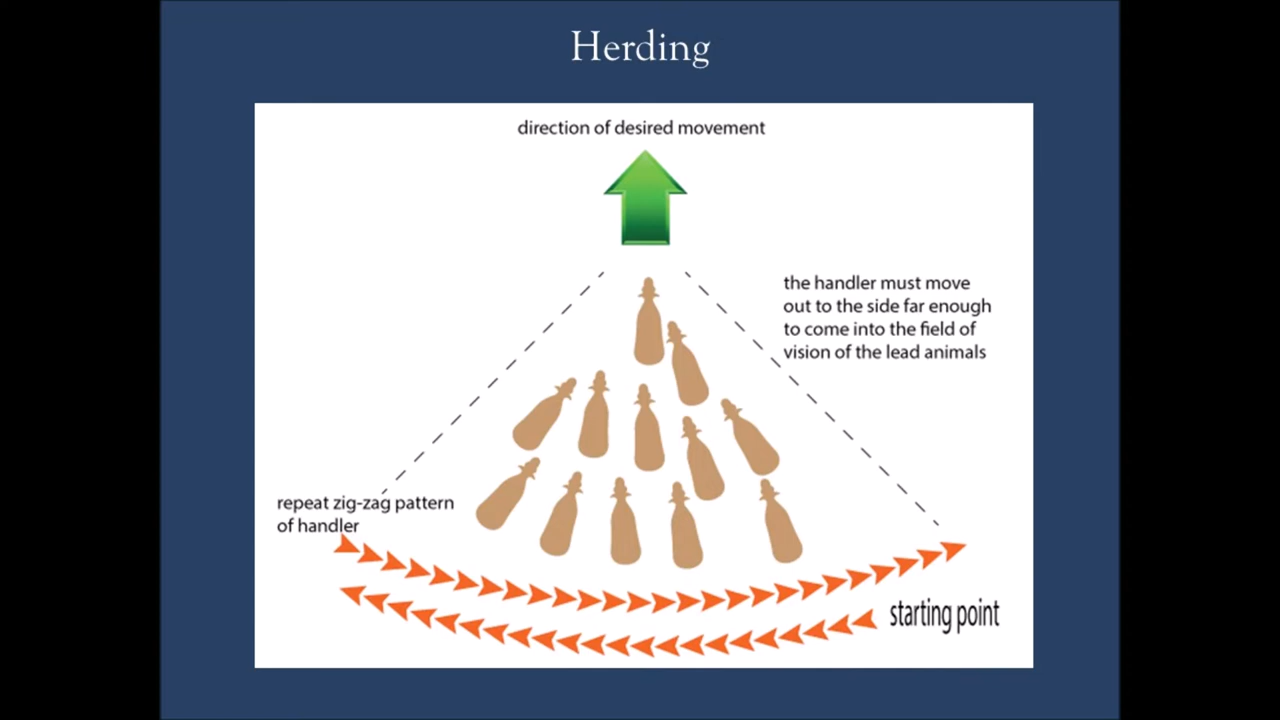 Herding
direction of desired movement
the handler must move
out to the side far enough
to come into the field of
vision of the lead animals
repeat zig-zag pattern
of handler
starting point